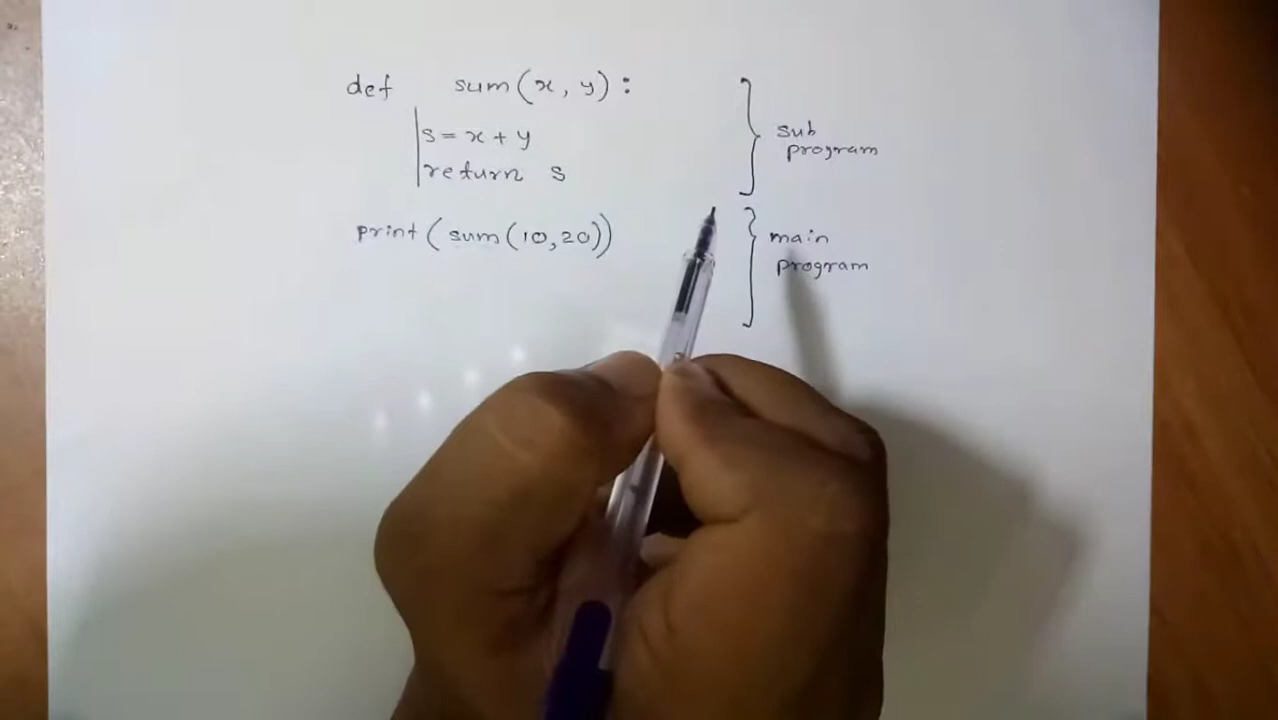 def sum(x, y):
s = x + y
return s
print(sum(10,20))
sub
program
main
program